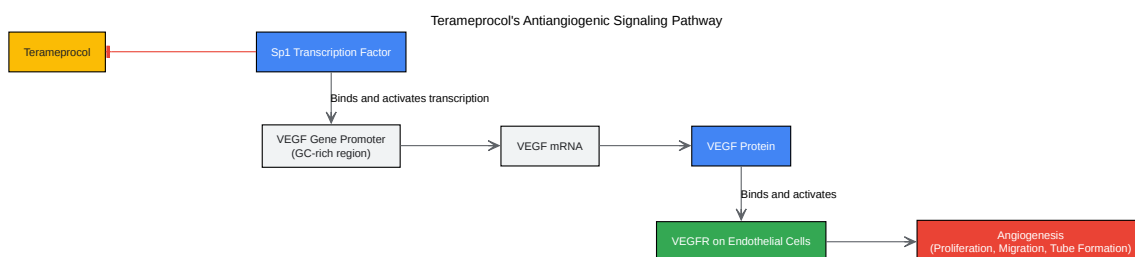 Terameprocol's Antiangiogenic Signaling Pathway
Terameprocol
Sp1 Transcription Factor
Binds and activates transcription
VEGF Gene Promoter
(GC-rich region)
VEGF mRNA
VEGF Protein
Binds and activates
VEGFR on Endothelial Cells
Angiogenesis
(Proliferation, Migration, Tube Formation)